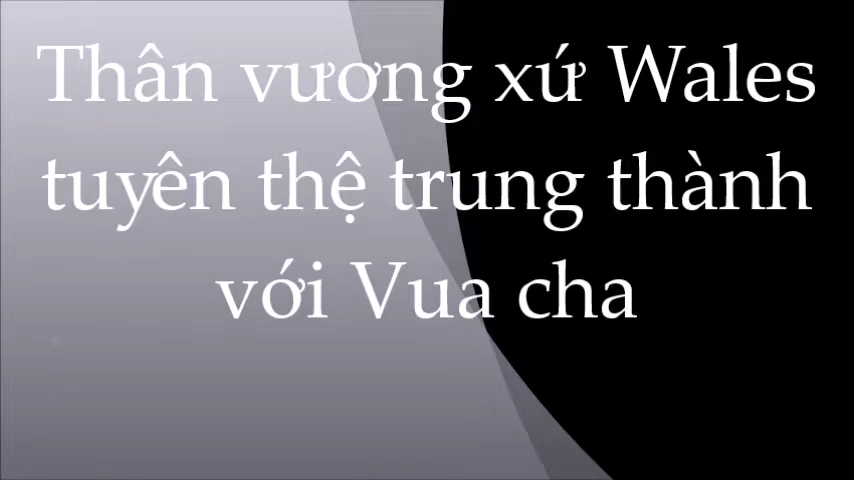 Thân vương xứ Wales
tuyên thệ trung thành
với Vua cha